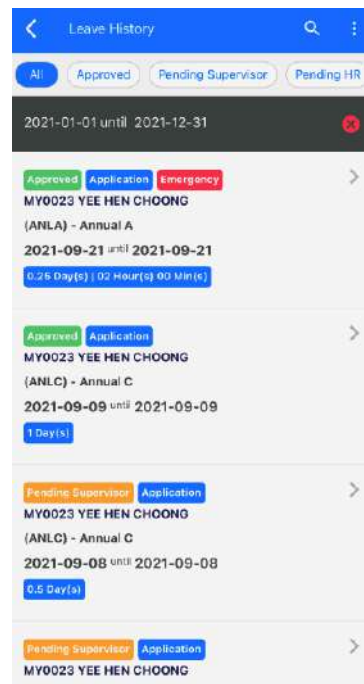 Leave History
All Approved Pending Supervisor Pending HR
2021-01-01 until 2021-12-31
Approved Application Emergency
MY0023 YEE HEN CHOONG
(ANLA) - Annual A
2021-09-21 until 2021-09-21
0.25 Day(s) | 02 Hour(s) 00 Min(s)
Approved Application
MY0023 YEE HEN CHOONG
(ANLC) - Annual C
2021-09-09 until 2021-09-09
1 Day(s)
Pending Supervisor Application
MY0023 YEE HEN CHOONG
(ANLC) - Annual C
2021-09-08 until 2021-09-08
0.5 Day(s)
Pending Supervisor Application
MY0023 YEE HEN CHOONG